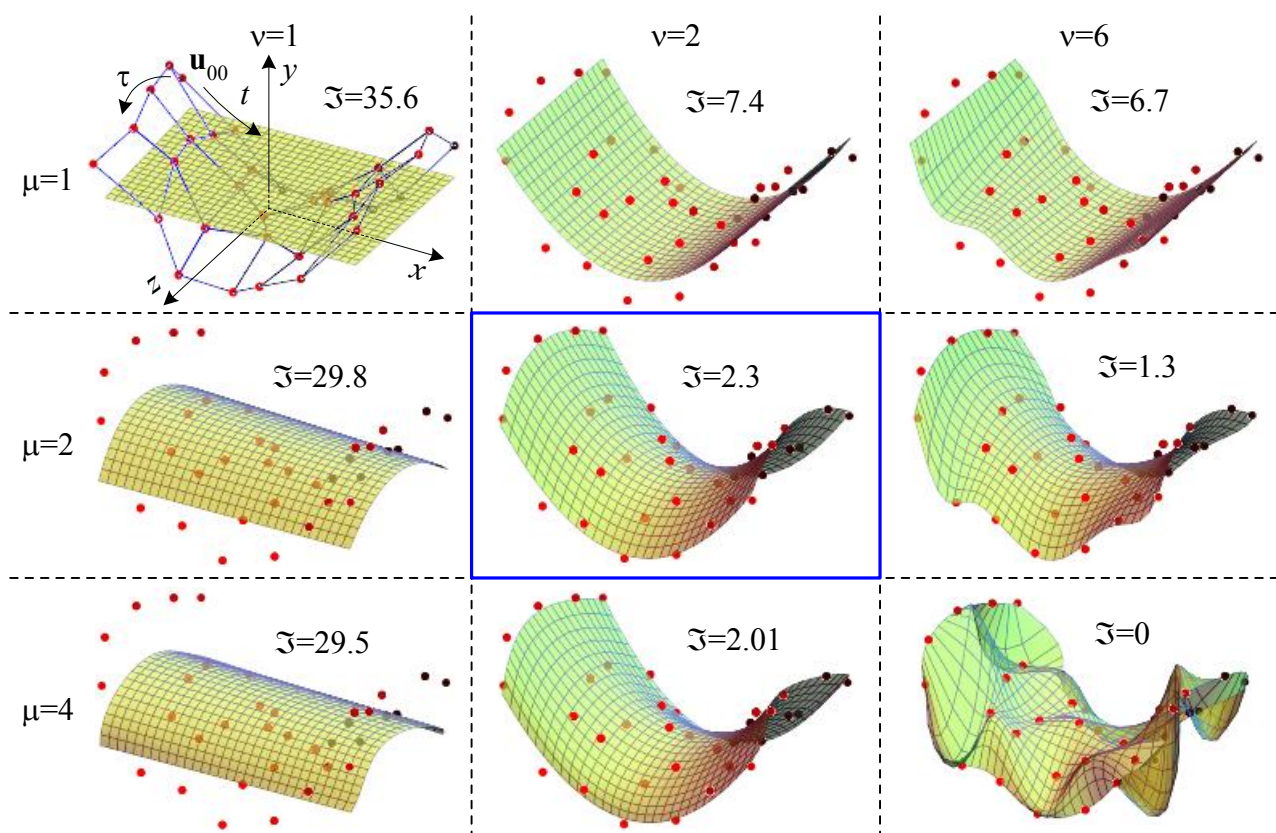 ν=1
ν=2
ν=6
τ
u₀₀
t
y
ℑ=35.6
ℑ=7.4
ℑ=6.7
μ=1
z
x
ℑ=29.8
ℑ=2.3
ℑ=1.3
μ=2
ℑ=29.5
ℑ=2.01
ℑ=0
μ=4